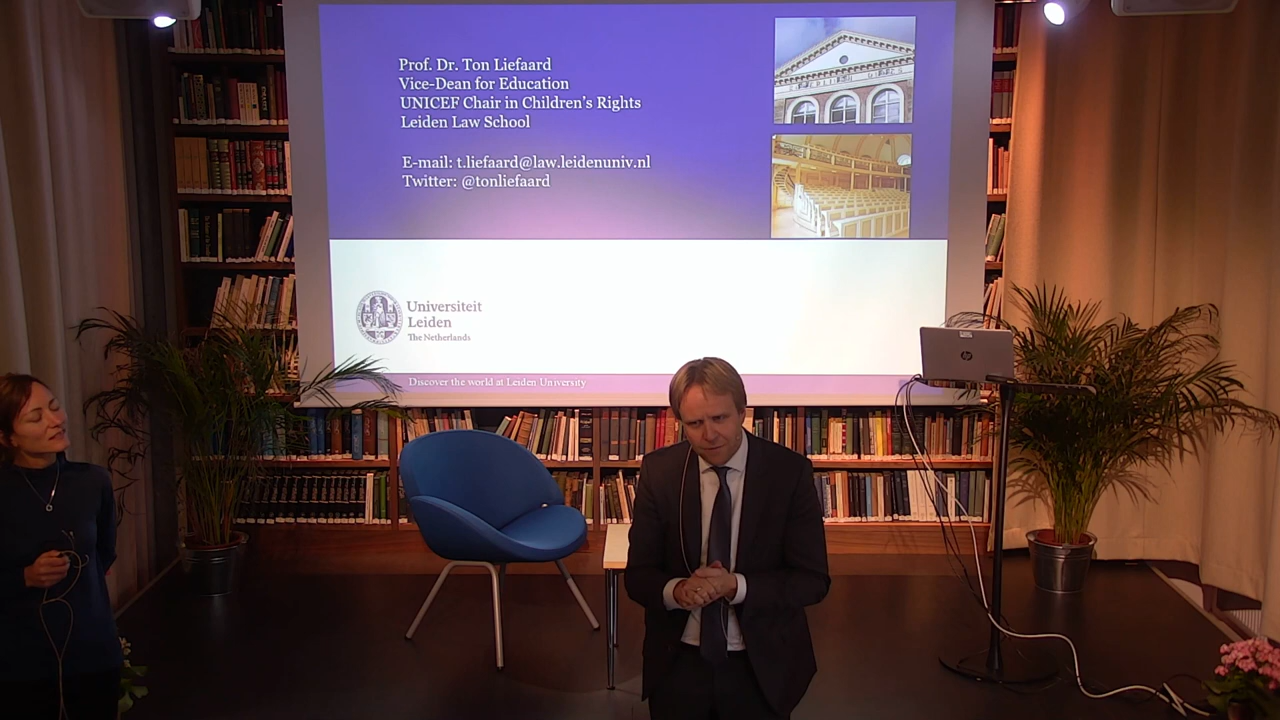 Prof. Dr. Ton Liefaard
Vice-Dean for Education
UNICEF Chair in Children's Rights
Leiden Law School
E-mail: t.liefaard@law.leidenuniv.nl
Twitter: @tonliefaard
Universiteit
Leiden
The Netherlands
Discover the world at Leiden University
hp